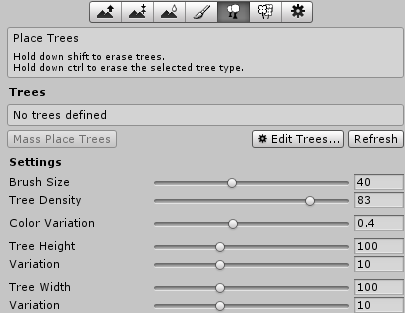 Place Trees
Hold down shift to erase trees.
Hold down ctrl to erase the selected tree type.
Trees
No trees defined
Mass Place Trees Edit Trees... Refresh
Settings
Brush Size 40
Tree Density 83
Color Variation 0.4
Tree Height 100
Variation 10
Tree Width 100
Variation 10